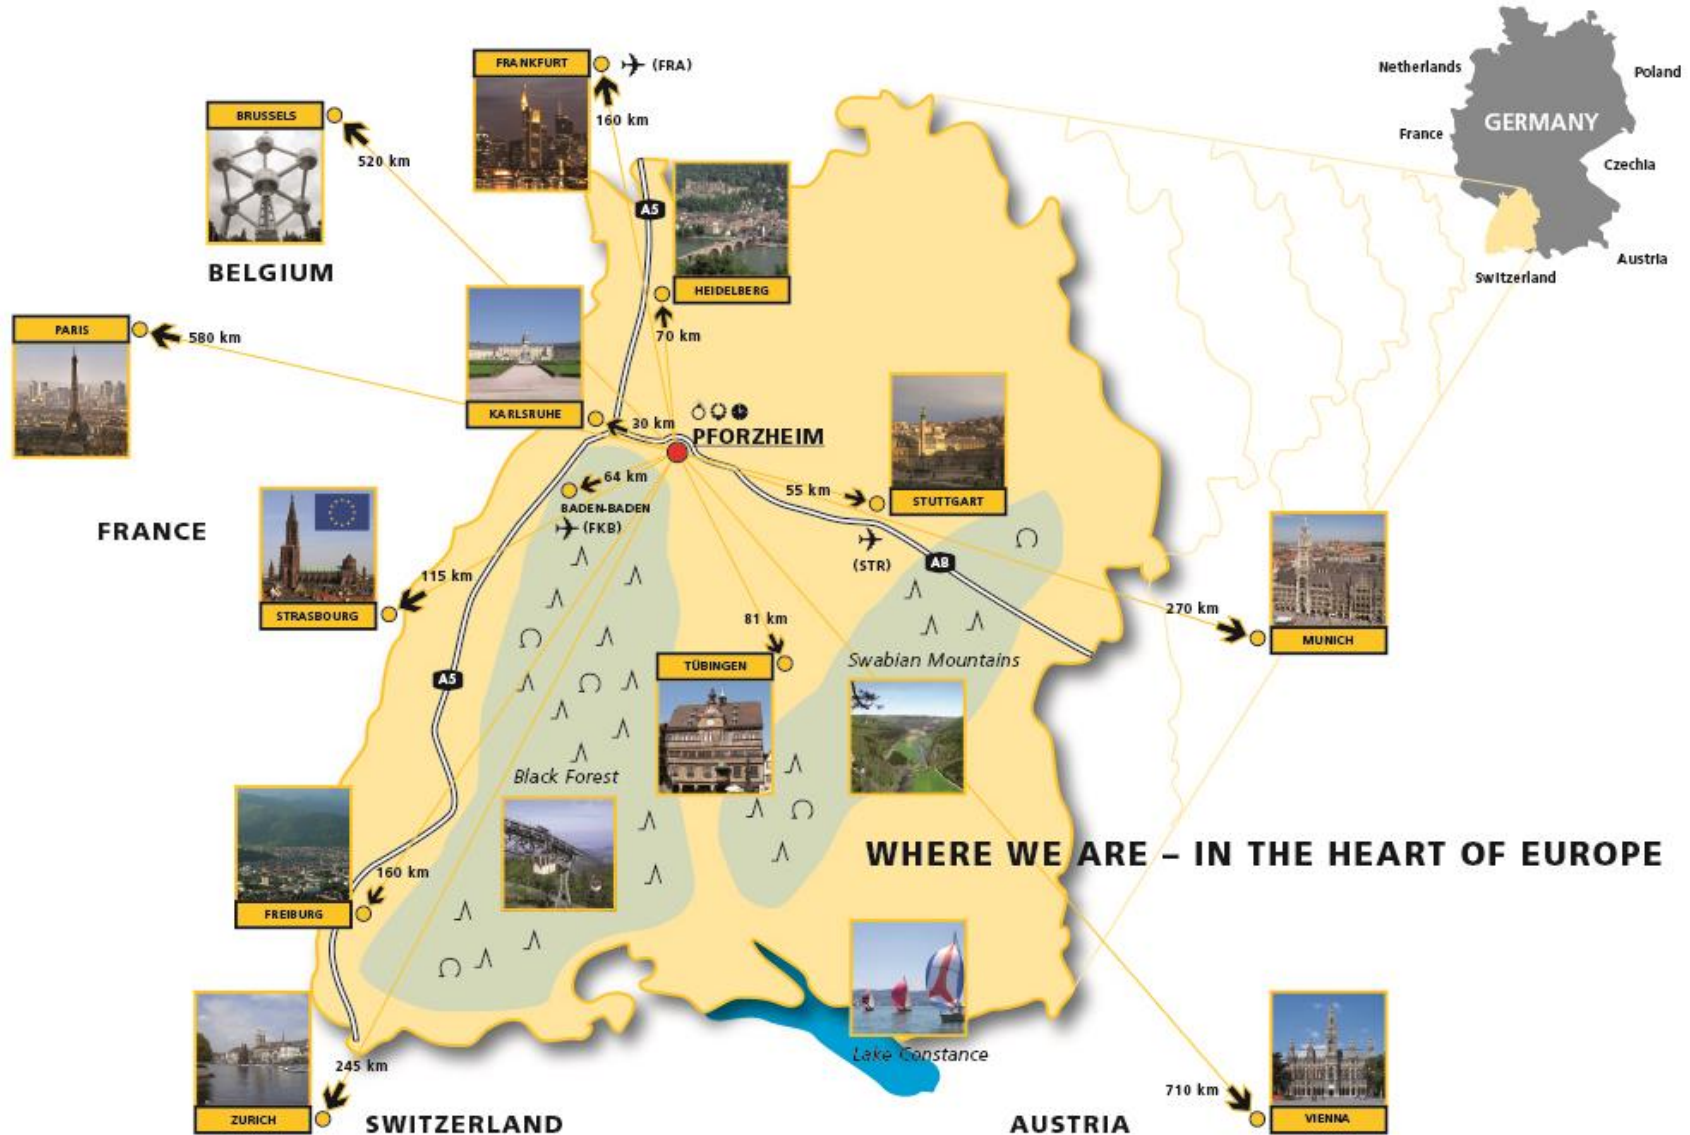 FRANKFURT
(FRA)
160 km
BRUSSELS
520 km
BELGIUM
A5
HEIDELBERG
70 km
PARIS
580 km
KARLSRUHE
30 km
PFORZHEIM
64 km
BADEN-BADEN
(FKB)
55 km
STUTTGART
(STR)
A8
FRANCE
115 km
STRASBOURG
270 km
MUNICH
81 km
TÜBINGEN
Swabian Mountains
A5
Black Forest
WHERE WE ARE – IN THE HEART OF EUROPE
160 km
FREIBURG
Lake Constance
245 km
ZURICH
SWITZERLAND
AUSTRIA
710 km
VIENNA
Netherlands
Poland
GERMANY
France
Czechia
Austria
Switzerland